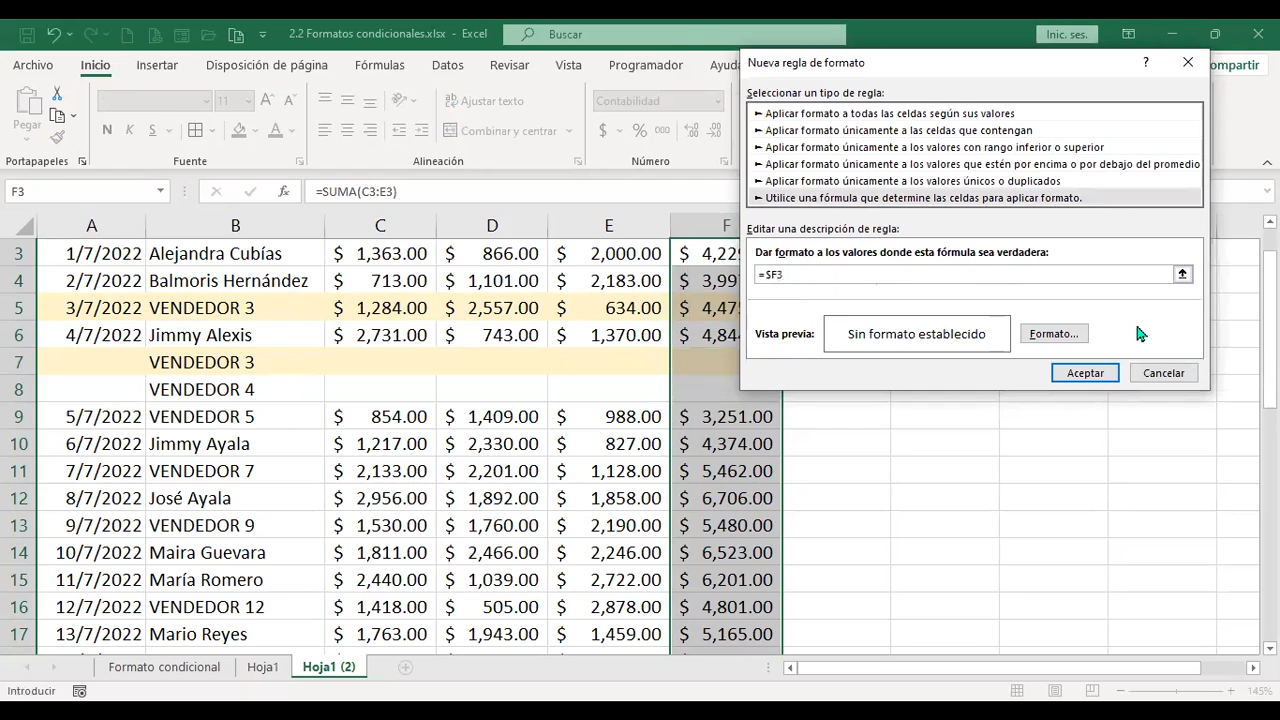 2.2 Formatos condicionales.xlsx - Excel
Buscar
Inic. ses.
Archivo Inicio Insertar Disposición de página Fórmulas Datos Revisar Vista Programador Ayuda
Compartir
Pegar
11
Ajustar texto
Combinar y centrar
Contabilidad
N K S
$ % 000
Portapapeles Fuente Alineación Número
F3 fx =SUMA(C3:E3)
Nueva regla de formato ?
Seleccionar un tipo de regla:
► Aplicar formato a todas las celdas según sus valores
► Aplicar formato únicamente a las celdas que contengan
► Aplicar formato únicamente a los valores con rango inferior o superior
► Aplicar formato únicamente a los valores que estén por encima o por debajo del promedio
► Aplicar formato únicamente a los valores únicos o duplicados
► Utilice una fórmula que determine las celdas para aplicar formato.
Editar una descripción de regla:
Dar formato a los valores donde esta fórmula sea verdadera:
=$F3
Vista previa: Sin formato establecido Formato...
Aceptar Cancelar
A B C D E F
3 1/7/2022 Alejandra Cubías $ 1,363.00 $ 866.00 $ 2,000.00 $ 4,229
4 2/7/2022 Balmoris Hernández $ 713.00 $ 1,101.00 $ 2,183.00 $ 3,997
5 3/7/2022 VENDEDOR 3 $ 1,284.00 $ 2,557.00 $ 634.00 $ 4,475
6 4/7/2022 Jimmy Alexis $ 2,731.00 $ 743.00 $ 1,370.00 $ 4,844
7 VENDEDOR 3
8 VENDEDOR 4
9 5/7/2022 VENDEDOR 5 $ 854.00 $ 1,409.00 $ 988.00 $ 3,251.00
10 6/7/2022 Jimmy Ayala $ 1,217.00 $ 2,330.00 $ 827.00 $ 4,374.00
11 7/7/2022 VENDEDOR 7 $ 2,133.00 $ 2,201.00 $ 1,128.00 $ 5,462.00
12 8/7/2022 José Ayala $ 2,956.00 $ 1,892.00 $ 1,858.00 $ 6,706.00
13 9/7/2022 VENDEDOR 9 $ 1,530.00 $ 1,760.00 $ 2,190.00 $ 5,480.00
14 10/7/2022 Maira Guevara $ 1,811.00 $ 2,466.00 $ 2,246.00 $ 6,523.00
15 11/7/2022 María Romero $ 2,440.00 $ 1,039.00 $ 2,722.00 $ 6,201.00
16 12/7/2022 VENDEDOR 12 $ 1,418.00 $ 505.00 $ 2,878.00 $ 4,801.00
17 13/7/2022 Mario Reyes $ 1,763.00 $ 1,943.00 $ 1,459.00 $ 5,165.00
Formato condicional Hoja1 Hoja1 (2)
Introducir
145%